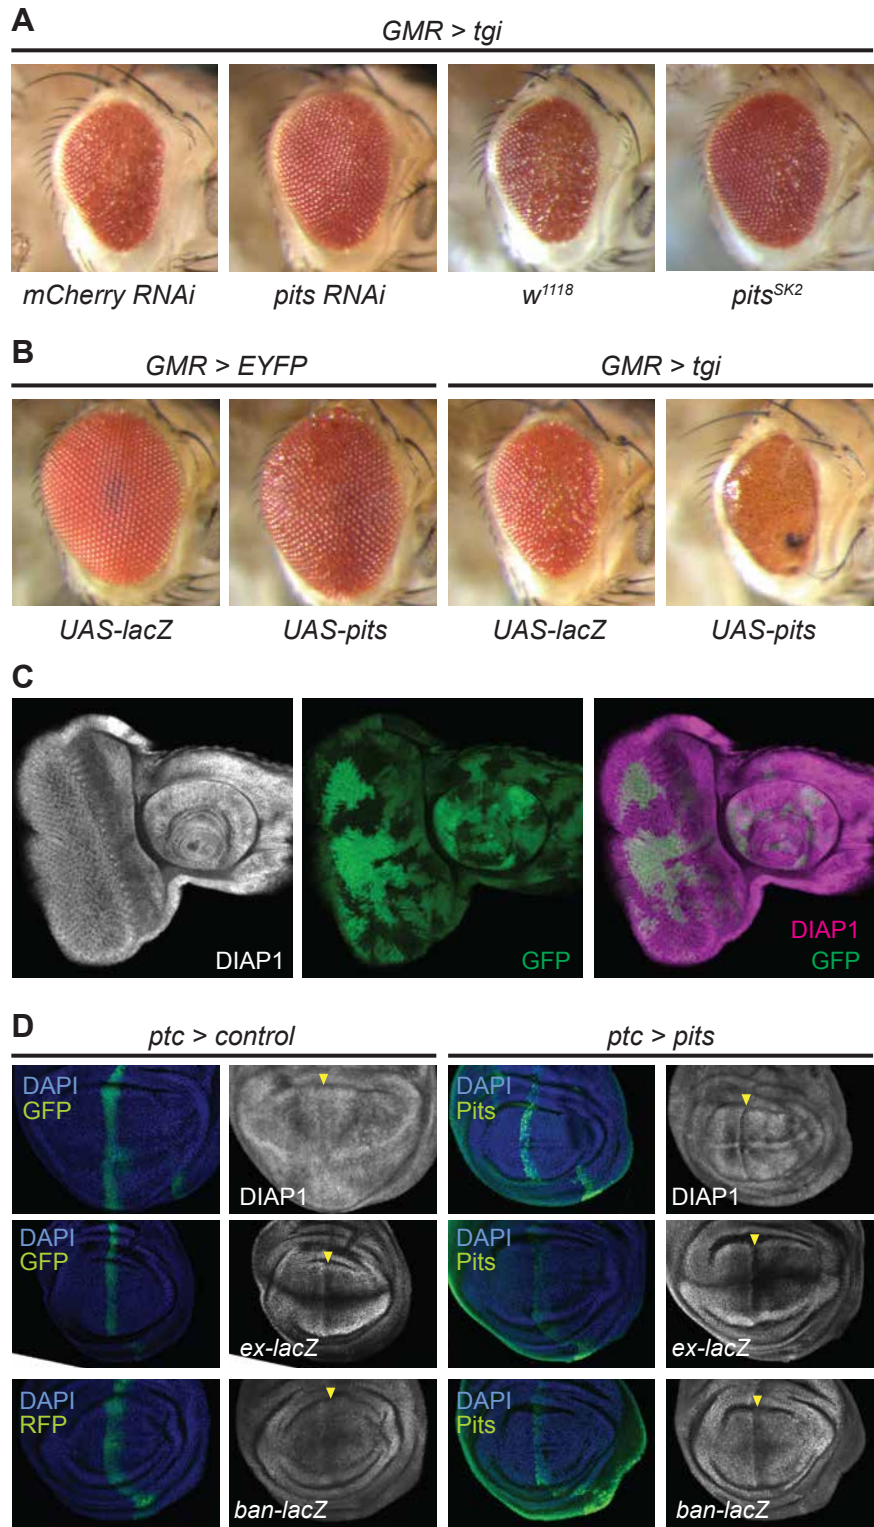 A
GMR > tgi
mCherry RNAi pits RNAi w1118 pitsSK2
B
GMR > EYFP GMR > tgi
UAS-lacZ UAS-pits UAS-lacZ UAS-pits
C
DIAP1 GFP DIAP1
GFP
D
ptc > control ptc > pits
DAPI DAPI
GFP Pits
DIAP1 DIAP1
DAPI DAPI
GFP Pits
ex-lacZ ex-lacZ
DAPI DAPI
RFP Pits
ban-lacZ ban-lacZ